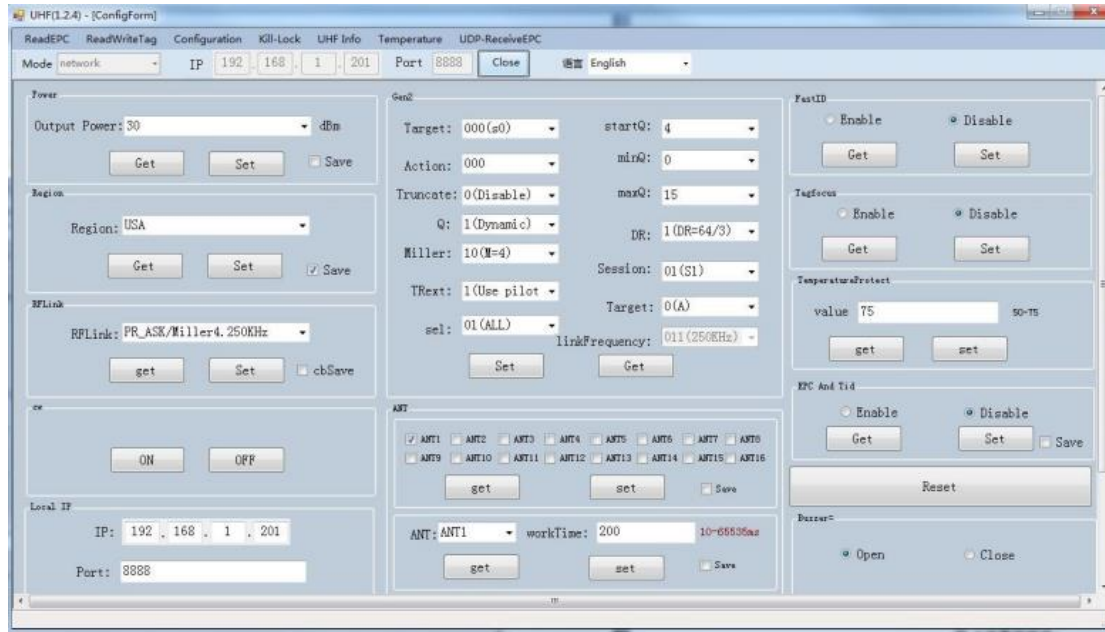 UHF(1.2.4) - [ConfigForm]
ReadEPC ReadWriteTag Configuration Kill-Lock UHF Info Temperature UDP-ReceiveEPC
Mode network IP 192 . 168 . 1 . 201 Port 8888 Close 语言 English
Power
Output Power: 30 dBm
Get Set Save
Region
Region: USA
Get Set Save
RFLink
RFLink: PR_ASK/Miller4.250KHz
get Set cbSave
cw
ON OFF
Local IP
IP: 192 . 168 . 1 . 201
Port: 8888
Gen2
Target: 000(s0) startQ: 4
Action: 000 minQ: 0
Truncate: 0(Disable) maxQ: 15
Q: 1(Dynamic) DR: 1(DR=64/3)
Miller: 10(M=4) Session: 01(S1)
TRext: 1(Use pilot Target: 0(A)
sel: 01(ALL) linkFrequency: 011(250KHz)
Set Get
ANT
ANT1 ANT2 ANT3 ANT4 ANT5 ANT6 ANT7 ANT8
ANT9 ANT10 ANT11 ANT12 ANT13 ANT14 ANT15 ANT16
get set Save
ANT: ANT1 workTime: 200 10-65535ms
get set Save
FastID
Enable Disable
Get Set
Tagfocus
Enable Disable
Get Set
TemperatureProtect
value 75 50-75
get set
EPC And Tid
Enable Disable
Get Set Save
Reset
Buzzer=
Open Close